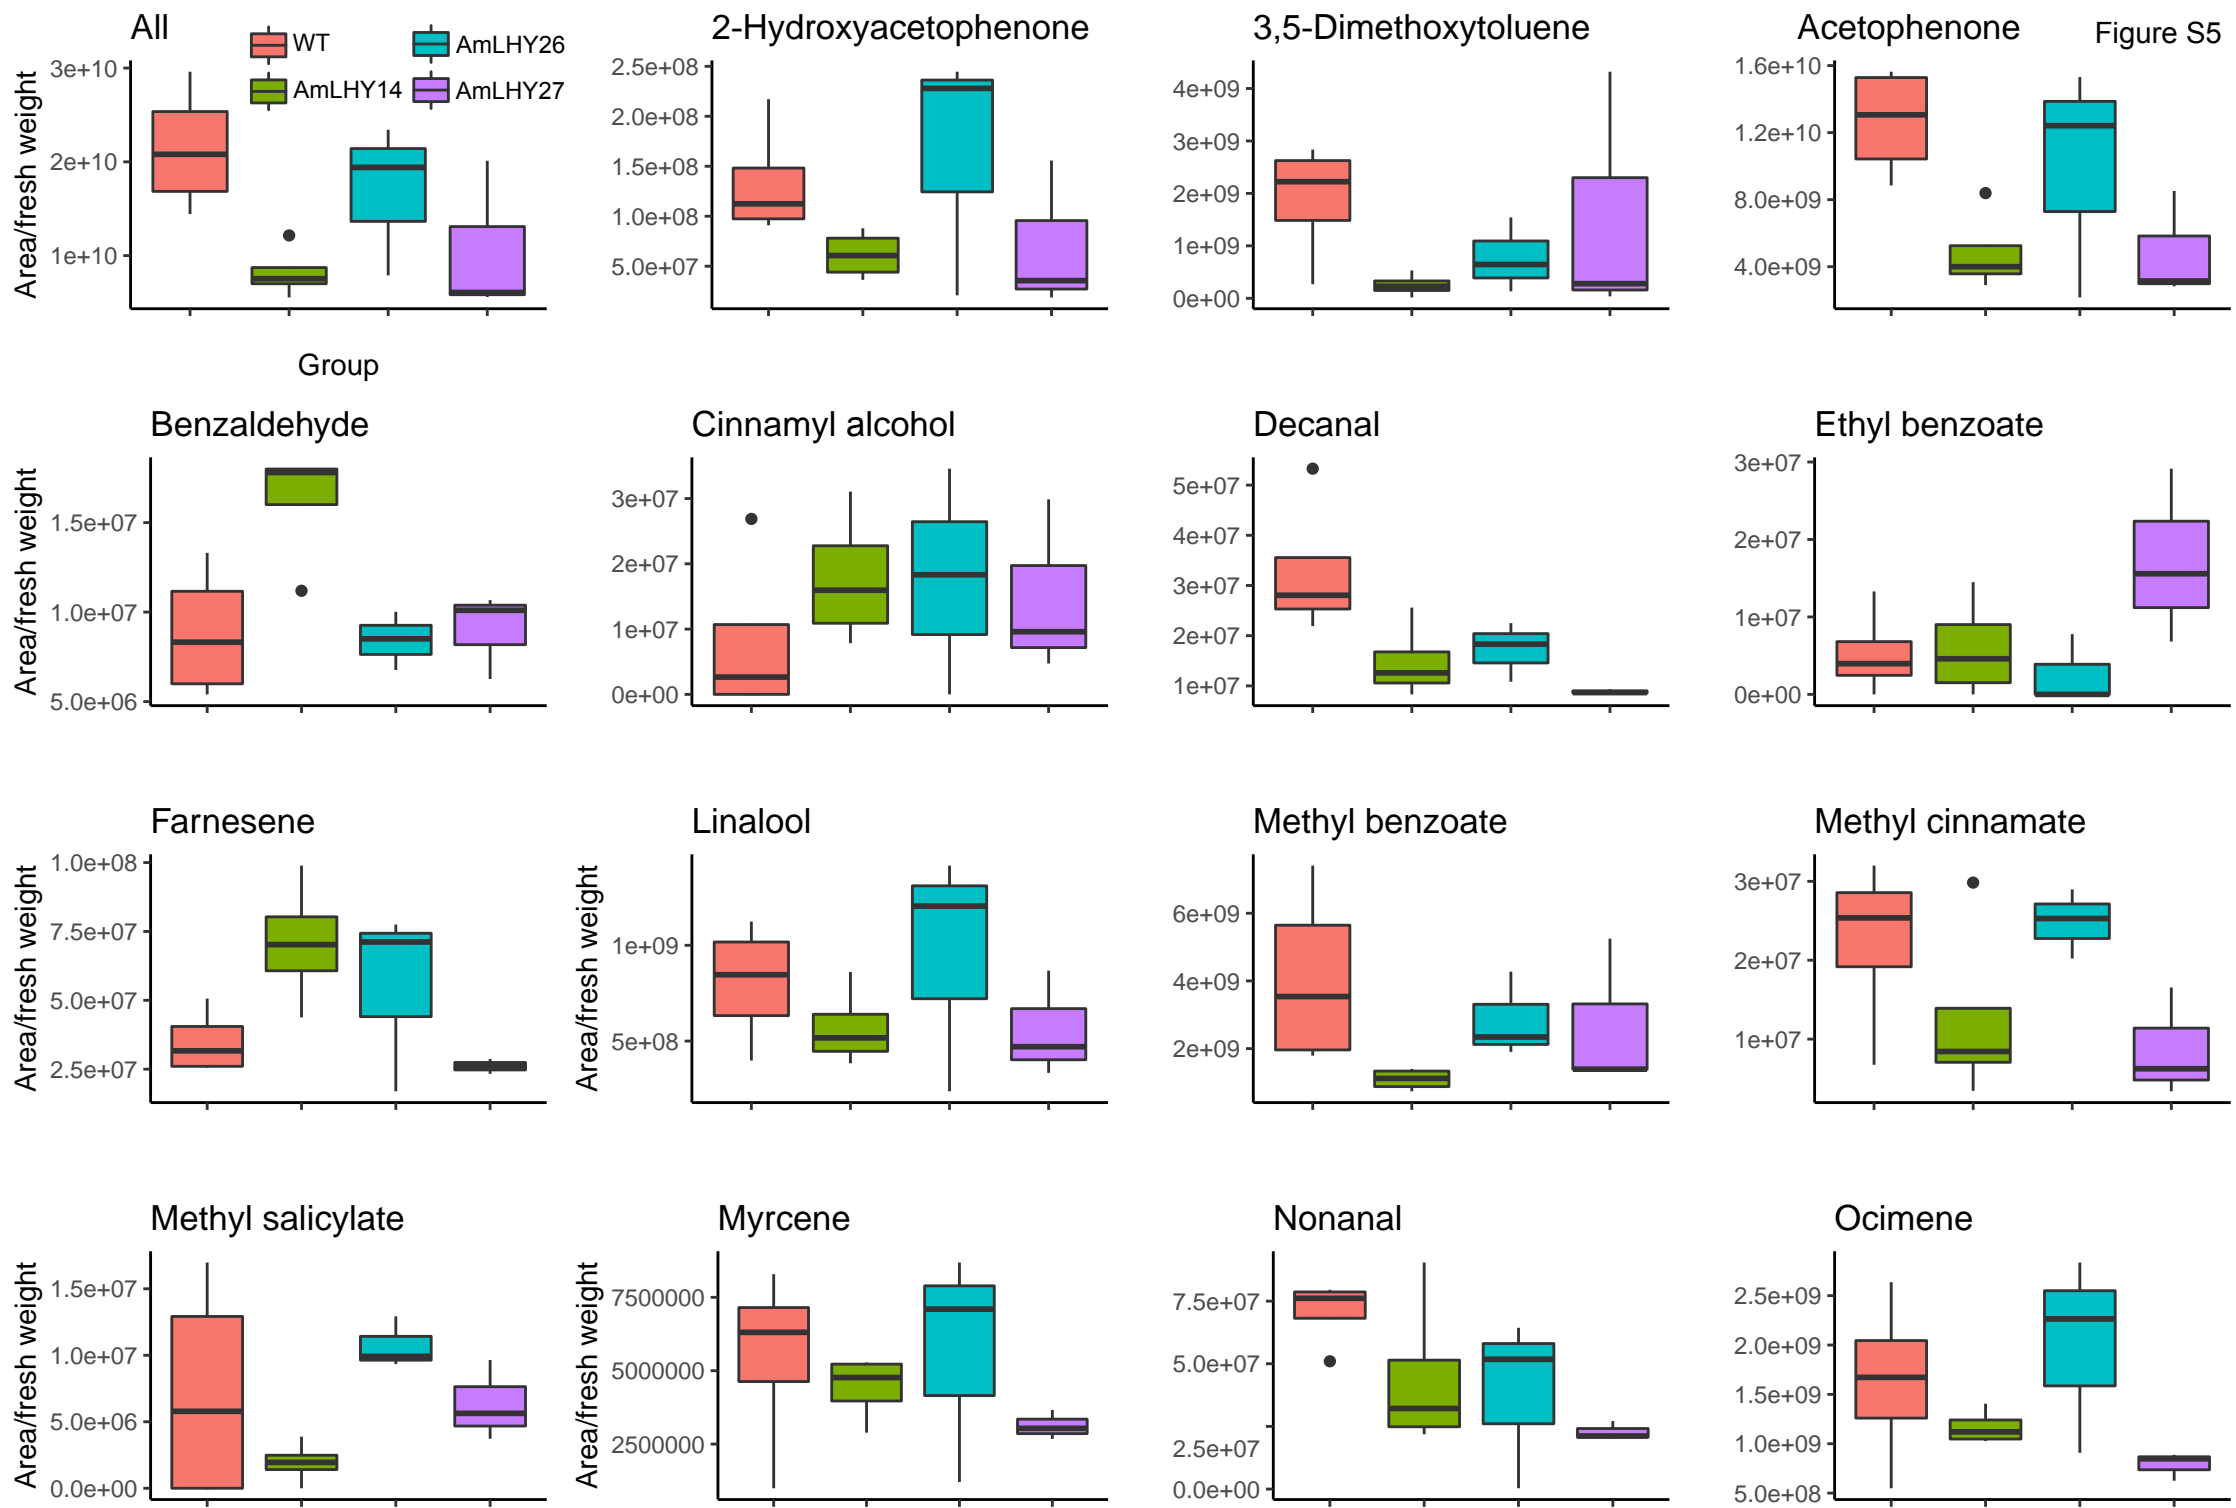 All
2-Hydroxyacetophenone
3,5-Dimethoxytoluene
Acetophenone
Figure S5
WT
AmLHY26
AmLHY14
AmLHY27
Area/fresh weight
3e+10
2e+10
1e+10
2.5e+08
2.0e+08
1.5e+08
1.0e+08
5.0e+07
4e+09
3e+09
2e+09
1e+09
0e+00
1.6e+10
1.2e+10
8.0e+09
4.0e+09
Group
Benzaldehyde
Cinnamyl alcohol
Decanal
Ethyl benzoate
Area/fresh weight
1.5e+07
1.0e+07
5.0e+06
3e+07
2e+07
1e+07
0e+00
5e+07
4e+07
3e+07
2e+07
1e+07
3e+07
2e+07
1e+07
0e+00
Farnesene
Linalool
Methyl benzoate
Methyl cinnamate
Area/fresh weight
1.0e+08
7.5e+07
5.0e+07
2.5e+07
Area/fresh weight
1e+09
5e+08
6e+09
4e+09
2e+09
3e+07
2e+07
1e+07
Methyl salicylate
Myrcene
Nonanal
Ocimene
Area/fresh weight
1.5e+07
1.0e+07
5.0e+06
0.0e+00
Area/fresh weight
7500000
5000000
2500000
7.5e+07
5.0e+07
2.5e+07
0.0e+00
2.5e+09
2.0e+09
1.5e+09
1.0e+09
5.0e+08